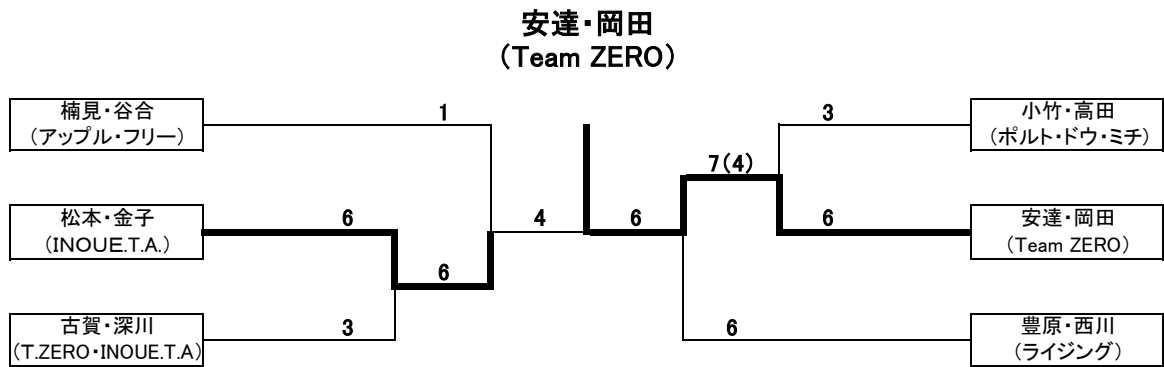 安達・岡田
（Team ZERO）
楠見・谷合
（アップル・フリー）
1
3
小竹・高田
（ポルト・ドウ・ミチ）
7（4）
松本・金子
（INOUE.T.A.）
6
4
6
6
安達・岡田
（Team ZERO）
6
古賀・深川
（T.ZERO・INOUE.T.A）
3
6
豊原・西川
（ライジング）